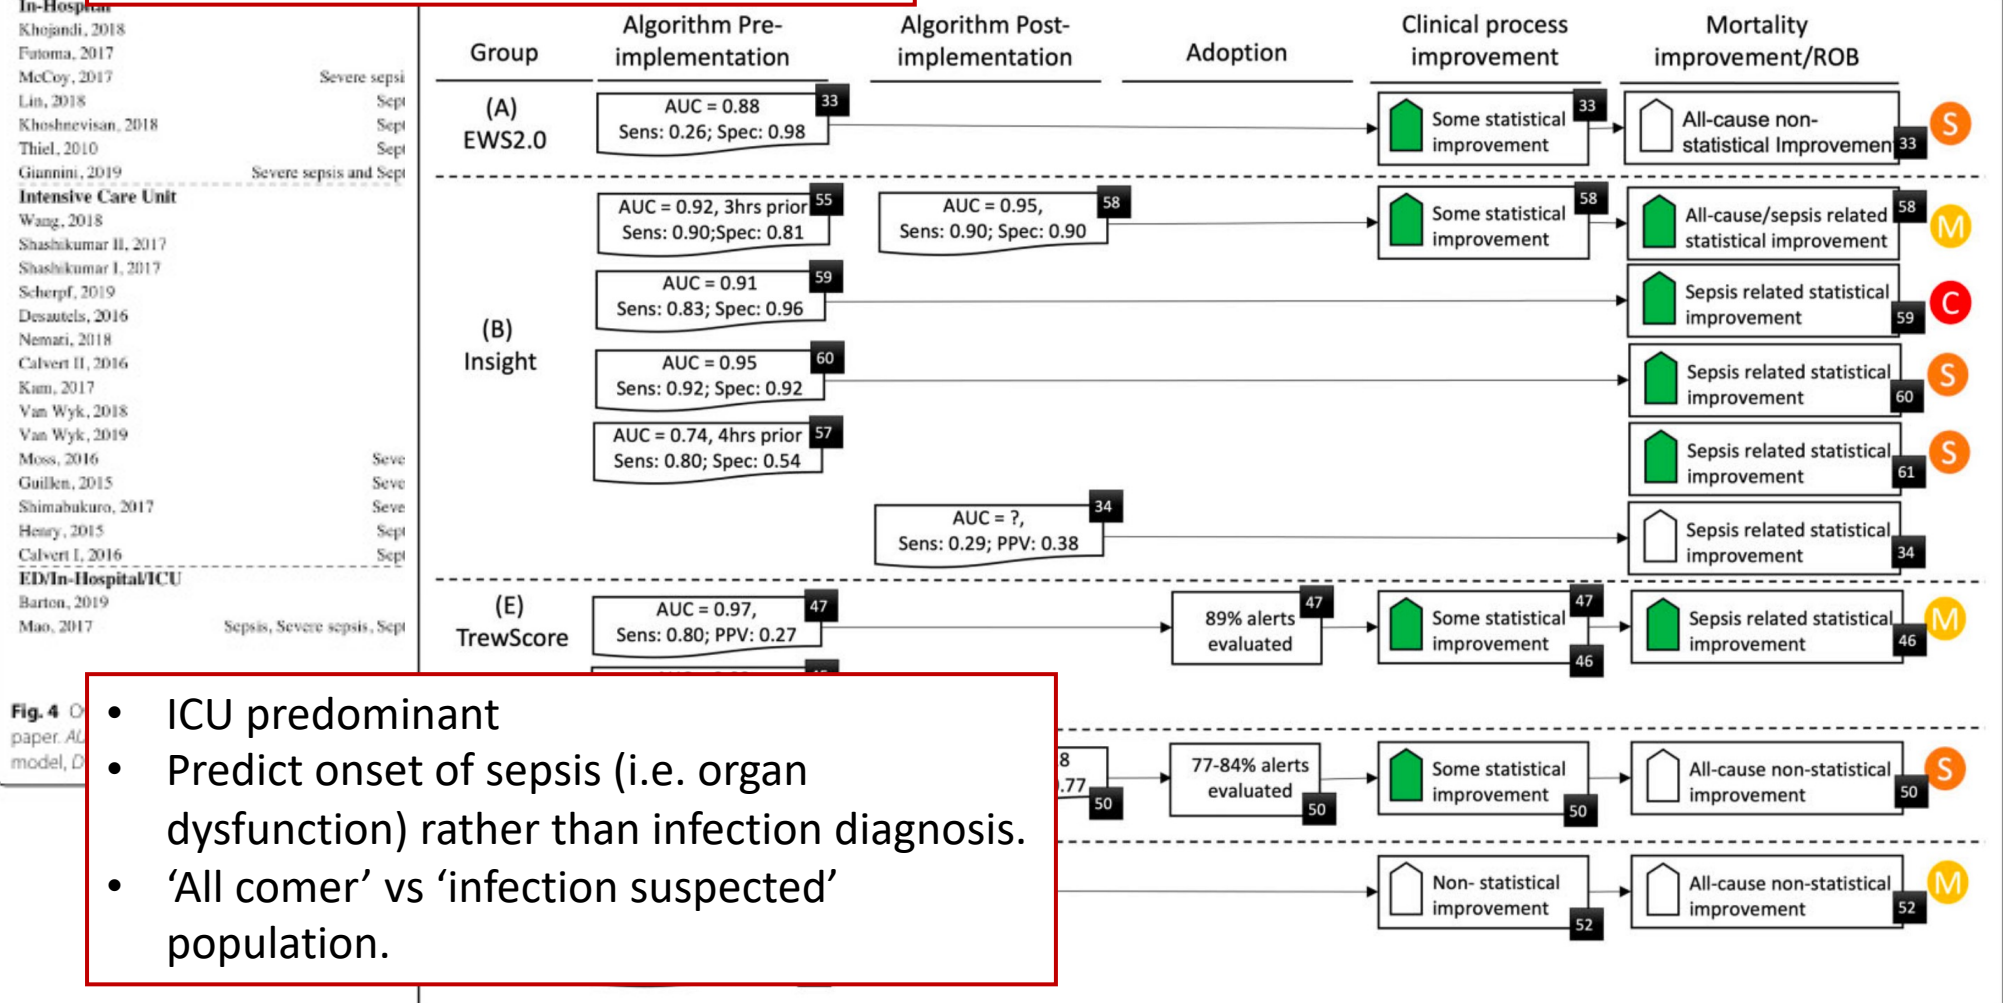 In-Hospital
Khojandi, 2018
Futoma, 2017
McCoy, 2017 Severe sepsi
Lin, 2018 Sept
Khoshnevisan, 2018 Sept
Thiel, 2010 Sept
Giannini, 2019 Severe sepsis and Sept
Intensive Care Unit
Wang, 2018
Shashikumar II, 2017
Shashikumar I, 2017
Scherpf, 2019
Desautels, 2016
Nemati, 2018
Calvert II, 2016
Kam, 2017
Van Wyk, 2018
Van Wyk, 2019
Moss, 2016 Seve
Guillen, 2015 Seve
Shimabukuro, 2017 Seve
Henry, 2015 Sept
Calvert I, 2016 Sept
ED/In-Hospital/ICU
Barton, 2019
Mao, 2017 Sepsis, Severe sepsis, Sept
Fig. 4 O
paper. AU
model, D
Group
Algorithm Pre-
implementation
Algorithm Post-
implementation
Adoption
Clinical process
improvement
Mortality
improvement/ROB
(A)
EWS2.0
AUC = 0.88
Sens: 0.26; Spec: 0.98
33
Some statistical
improvement
33
All-cause non-
statistical Improvemen
33
S
(B)
Insight
AUC = 0.92, 3hrs prior
Sens: 0.90;Spec: 0.81
55
AUC = 0.95,
Sens: 0.90; Spec: 0.90
58
Some statistical
improvement
58
All-cause/sepsis related
statistical improvement
58
M
AUC = 0.91
Sens: 0.83; Spec: 0.96
59
Sepsis related statistical
improvement
59
C
AUC = 0.95
Sens: 0.92; Spec: 0.92
60
Sepsis related statistical
improvement
60
S
AUC = 0.74, 4hrs prior
Sens: 0.80; Spec: 0.54
57
Sepsis related statistical
improvement
61
S
AUC = ?,
Sens: 0.29; PPV: 0.38
34
Sepsis related statistical
improvement
34
(E)
TrewScore
AUC = 0.97,
Sens: 0.80; PPV: 0.27
47
89% alerts
evaluated
47
Some statistical
improvement
47
46
Sepsis related statistical
improvement
46
M
8
.77
50
77-84% alerts
evaluated
50
Some statistical
improvement
50
All-cause non-statistical
improvement
50
S
Non- statistical
improvement
52
All-cause non-statistical
improvement
52
M
• ICU predominant
• Predict onset of sepsis (i.e. organ
dysfunction) rather than infection diagnosis.
• ‘All comer’ vs ‘infection suspected’
population.